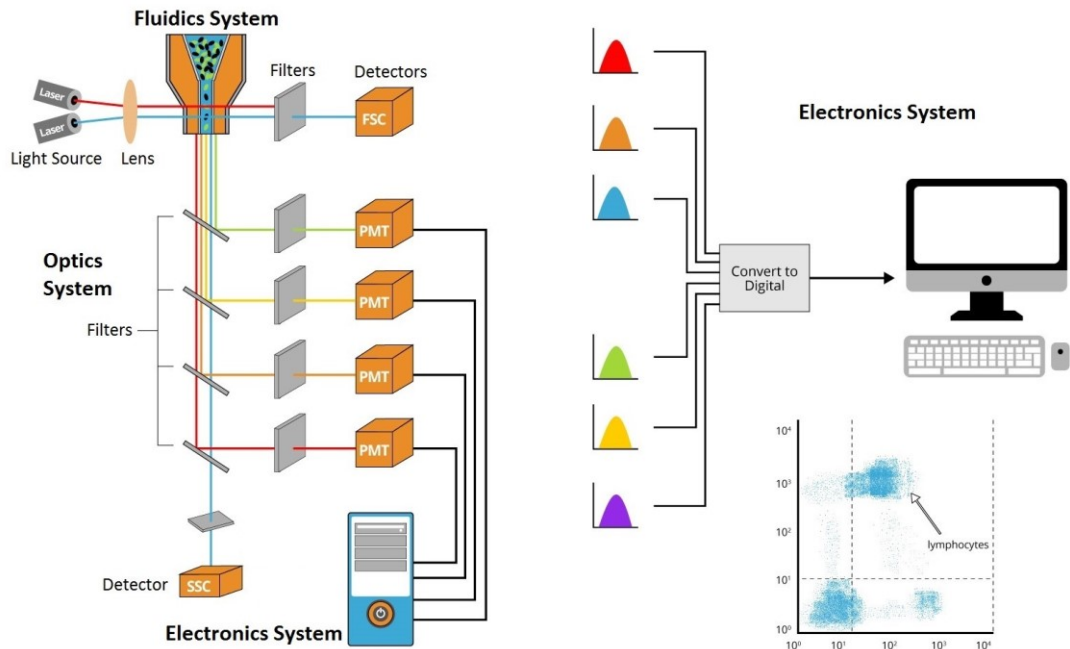 Fluidics System
Laser
Laser
Light Source
Lens
Filters
Detectors
FSC
Optics
System
Filters
PMT
PMT
PMT
PMT
Detector
SSC
Electronics System
Electronics System
Convert to
Digital
lymphocytes
10⁴
10³
10²
10¹
10⁰
10⁰
10¹
10²
10³
10⁴